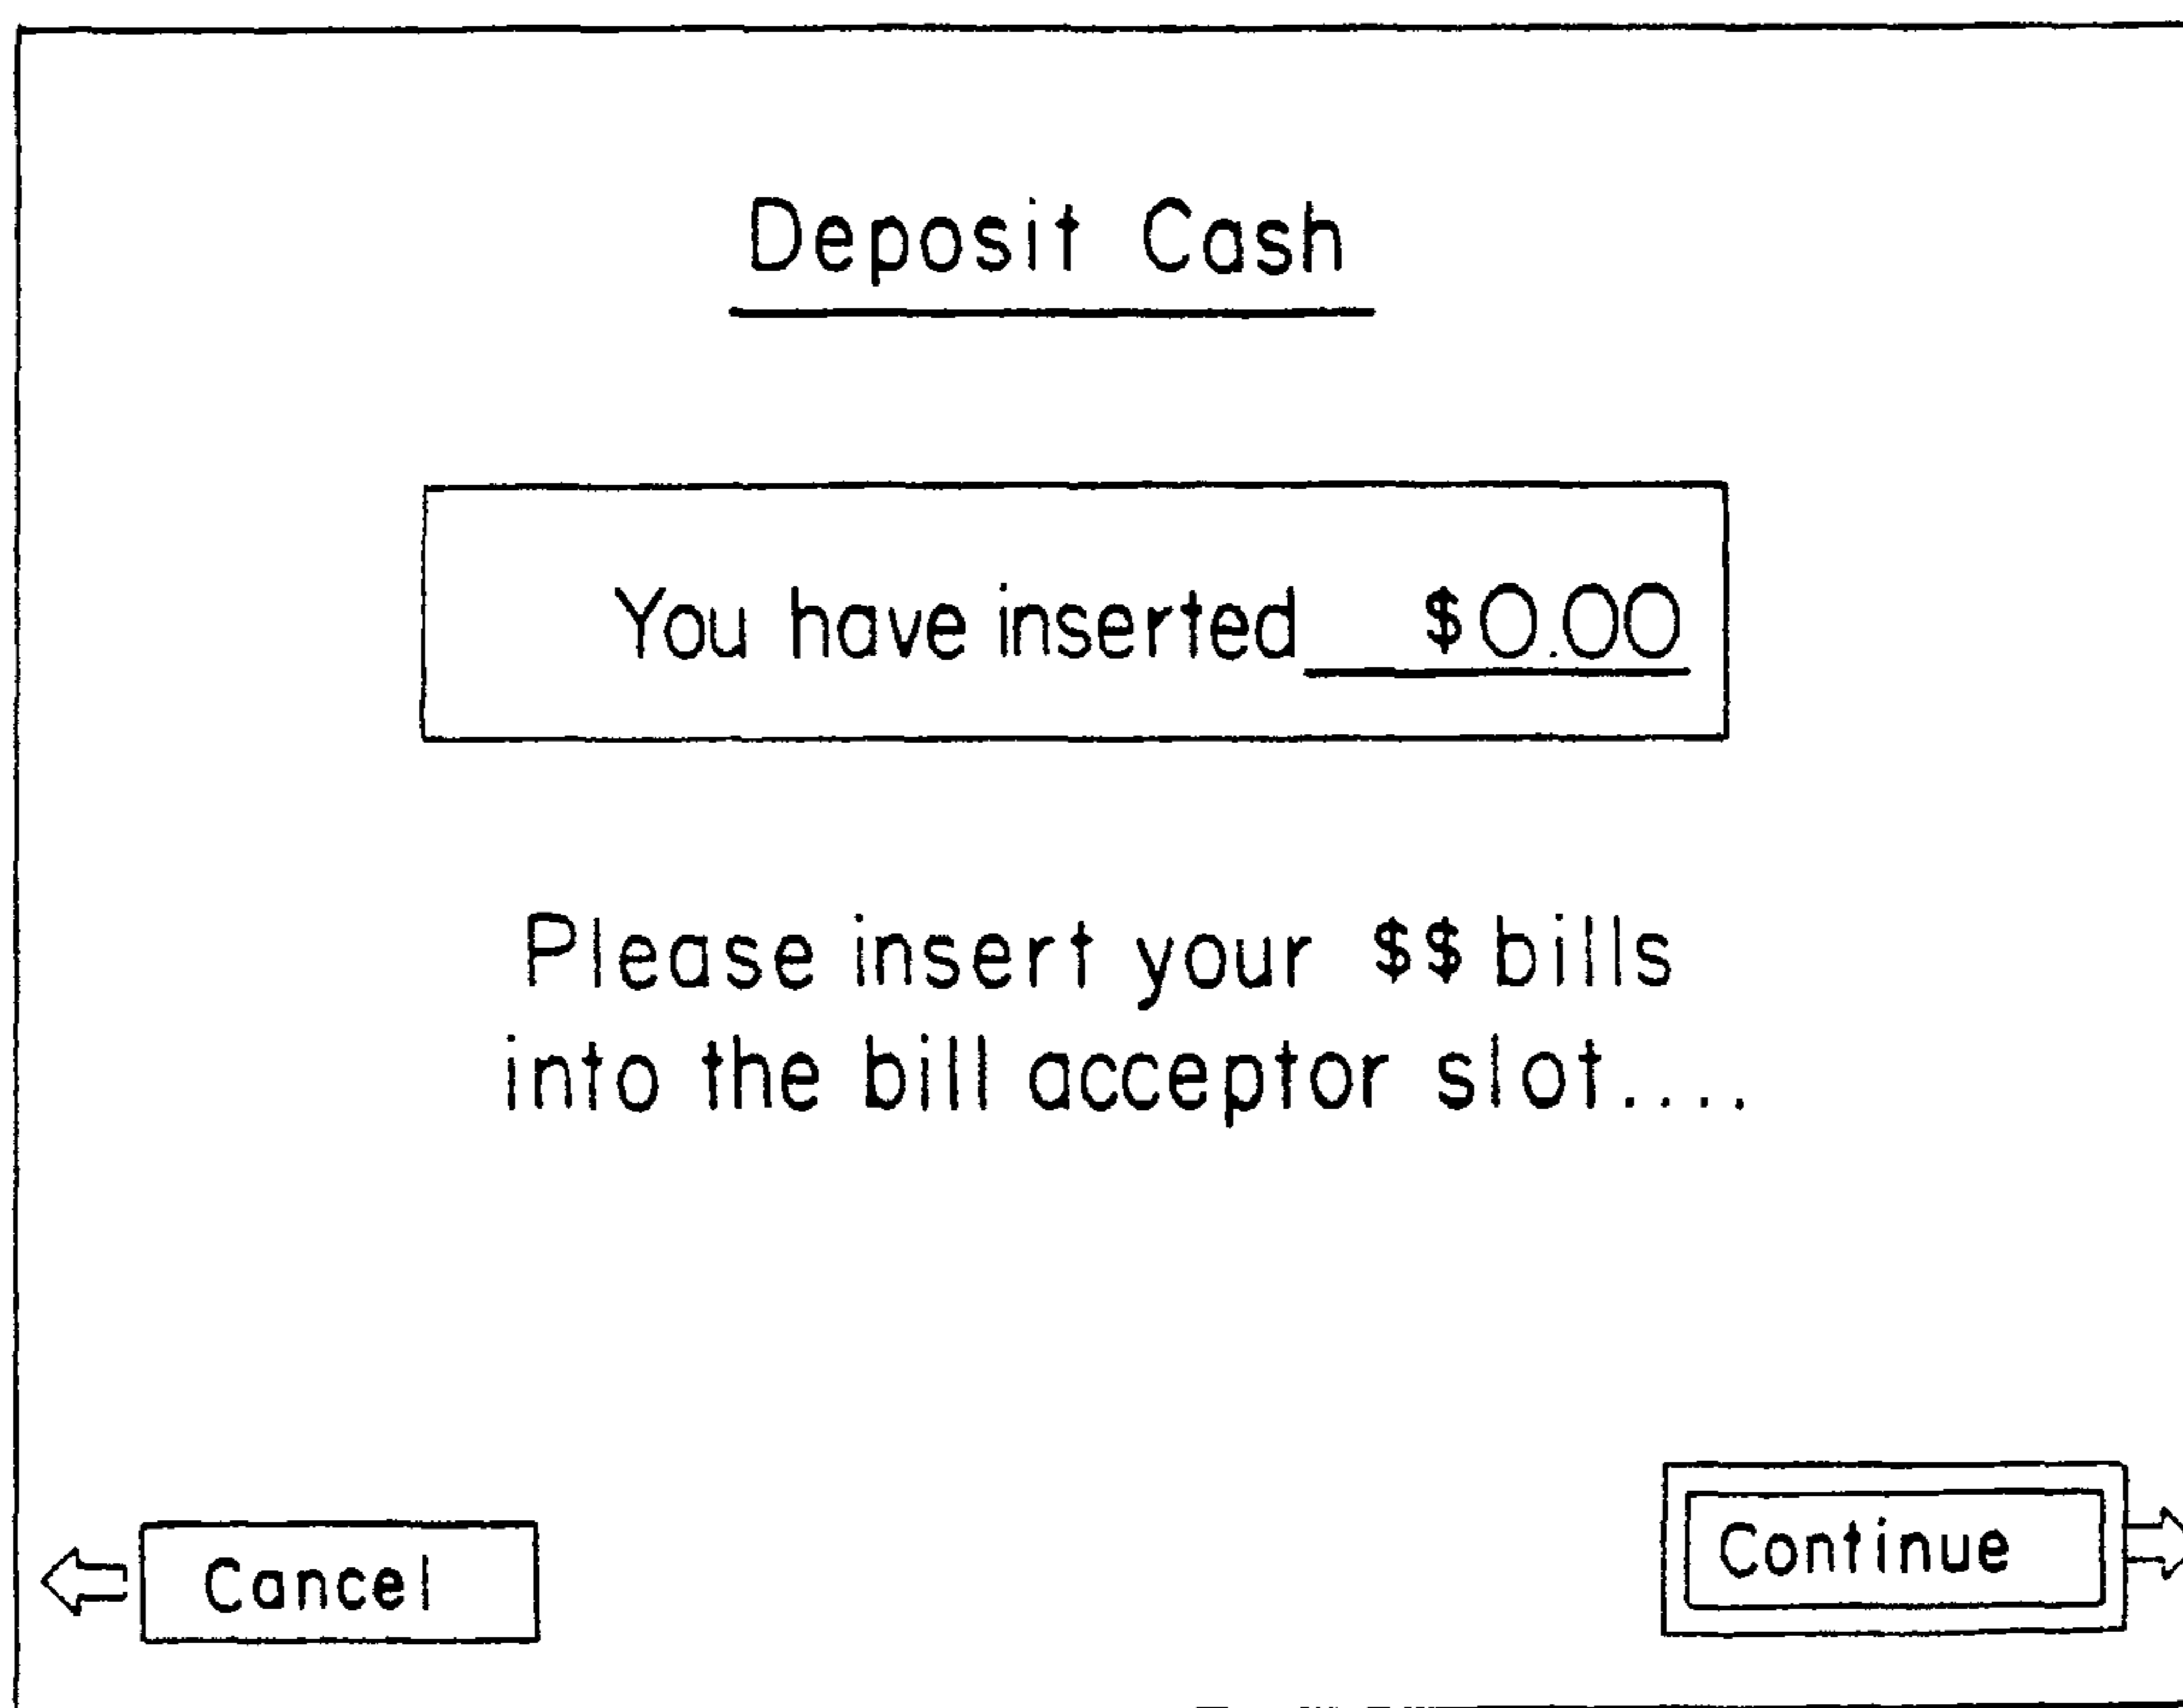 Deposit Cash
You have inserted $0.00
Please insert your $$ bills
into the bill acceptor slot....
Cancel
Continue